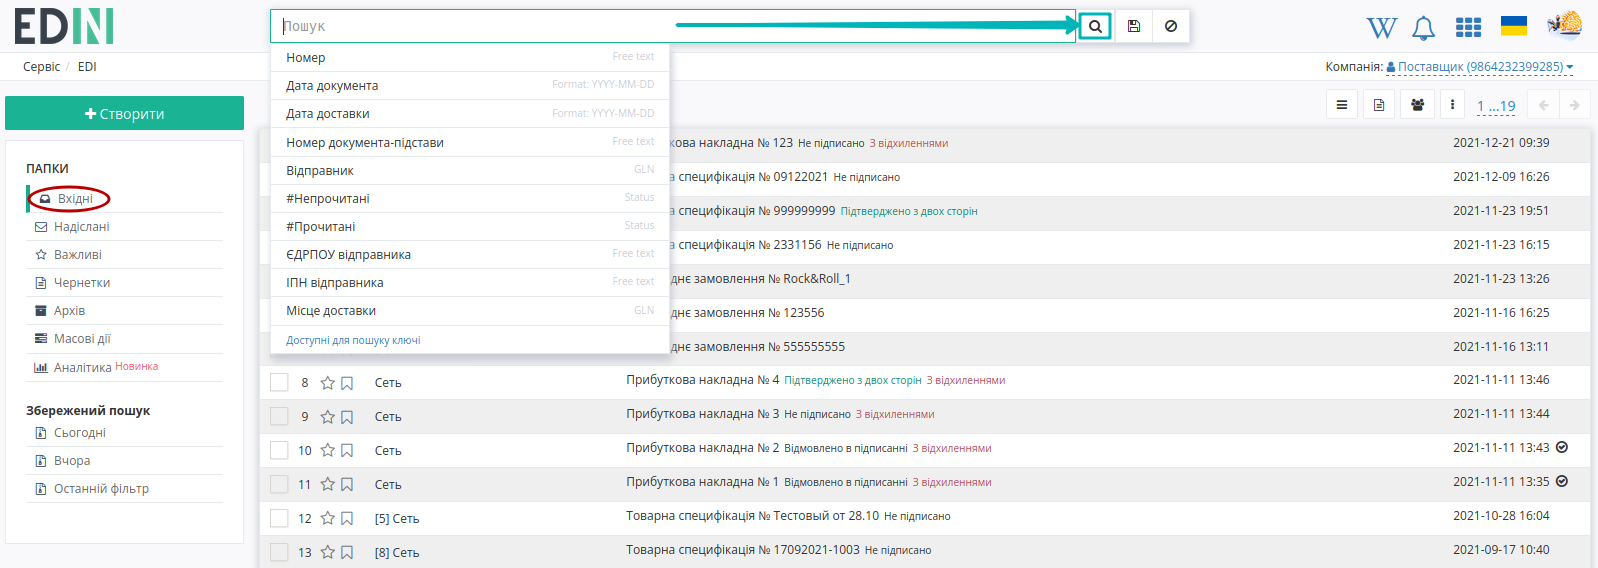 EDIN
Пошук
Сервіс / EDI
Компанія: Поставщик (9864232399285)
Створити
1 ...19
ПАПКИ
Вхідні
Надіслані
Важливі
Чернетки
Архів
Масові дії
Аналітика Новинка
Збережений пошук
Сьогодні
Вчора
Останній фільтр
Номер Free text
Дата документа Format: YYYY-MM-DD
Дата доставки Format: YYYY-MM-DD
Номер документа-підстави Free text
Відправник GLN
#Непрочитані Status
#Прочитані Status
ЄДРПОУ відправника Free text
ІПН відправника Free text
Місце доставки GLN
Доступні для пошуку ключі
кова накладна № 123 Не підписано З відхиленнями 2021-12-21 09:39
а специфікація № 09122021 Не підписано 2021-12-09 16:26
а специфікація № 999999999 Підтверджено з двох сторін 2021-11-23 19:51
а специфікація № 2331156 Не підписано 2021-11-23 16:15
днє замовлення № Rock&Roll_1 2021-11-23 13:26
днє замовлення № 123556 2021-11-16 16:25
днє замовлення № 555555555 2021-11-16 13:11
8 Сеть Прибуткова накладна № 4 Підтверджено з двох сторін З відхиленнями 2021-11-11 13:46
9 Сеть Прибуткова накладна № 3 Не підписано З відхиленнями 2021-11-11 13:44
10 Сеть Прибуткова накладна № 2 Відмовлено в підписанні З відхиленнями 2021-11-11 13:43
11 Сеть Прибуткова накладна № 1 Відмовлено в підписанні З відхиленнями 2021-11-11 13:35
12 [5] Сеть Товарна специфікація № Тестовый от 28.10 Не підписано 2021-10-28 16:04
13 [8] Сеть Товарна специфікація № 17092021-1003 Не підписано 2021-09-17 10:40